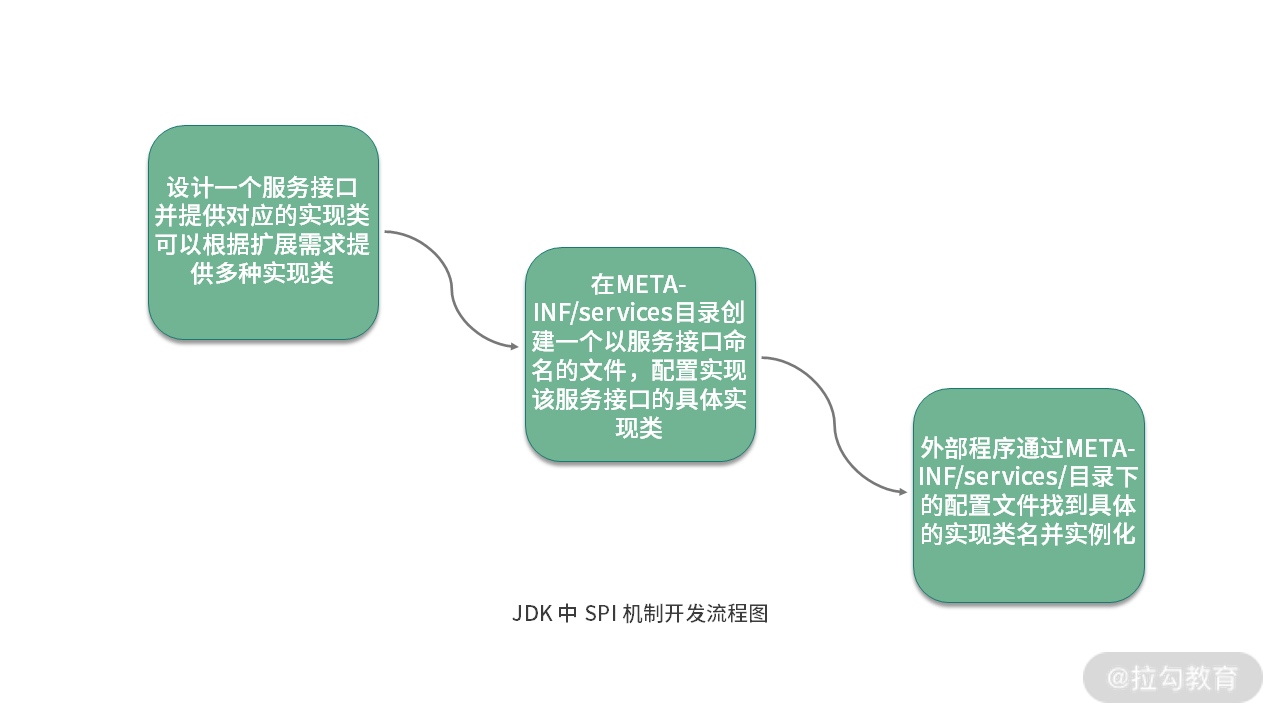 设计一个服务接口
并提供对应的实现类
可以根据扩展需求提
供多种实现类
在META-
INF/services目录创
建一个以服务接口命
名的文件，配置实现
该服务接口的具体实
现类
外部程序通过META-
INF/services/目录下
的配置文件找到具体
的实现类名并实例化
JDK 中 SPI 机制开发流程图
@拉勾教育